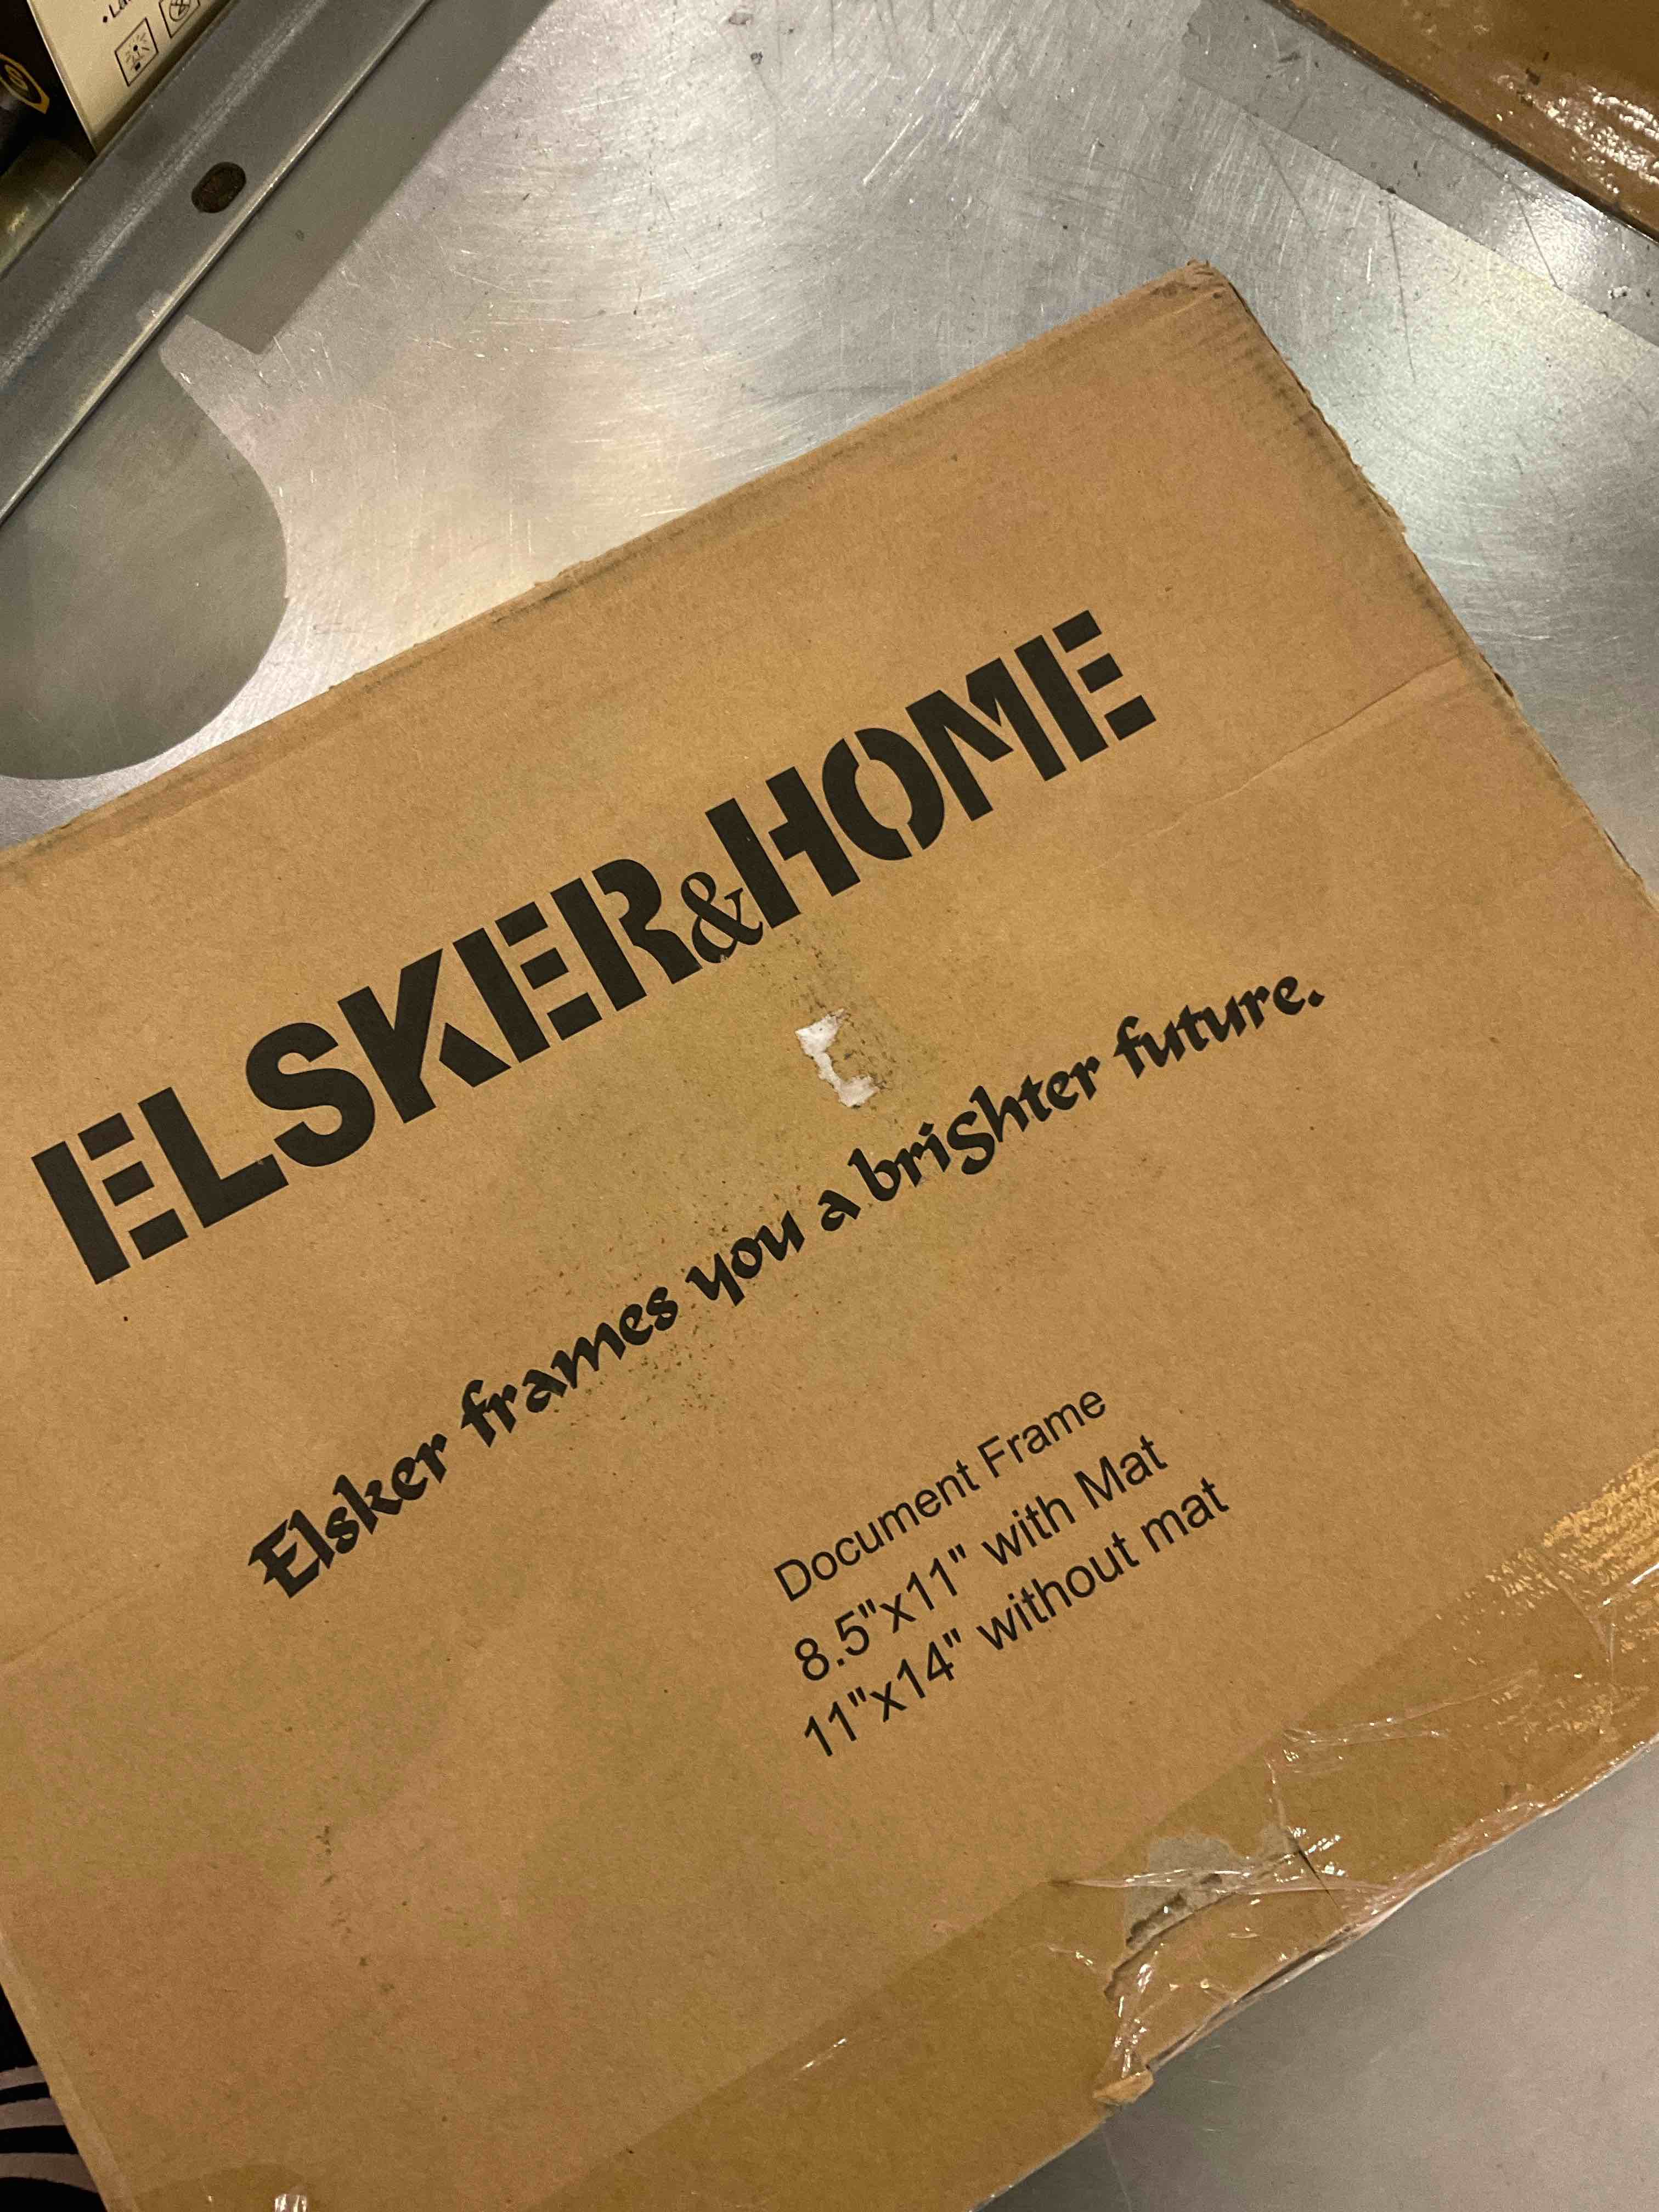 ELSKER&HOME
Elsker frames you a brighter future.
Document Frame
8.5"x11" with Mat
11"x14" without mat